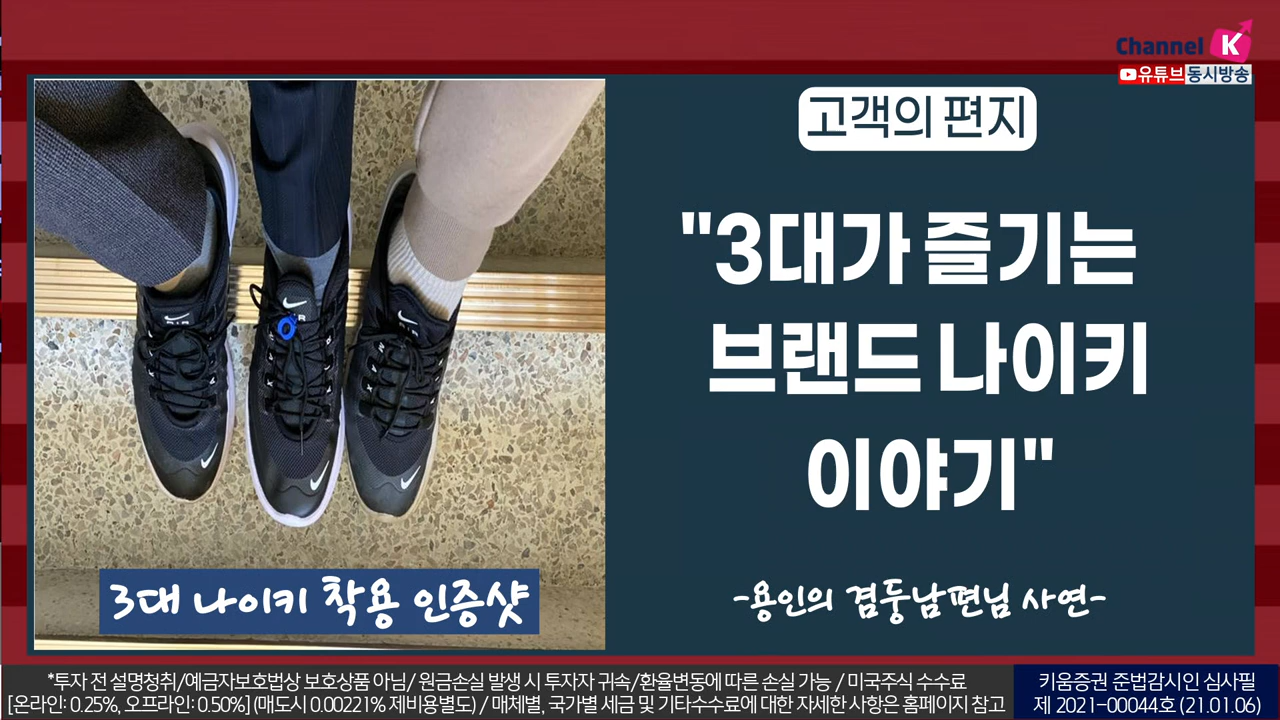 Channel K
유튜브동시방송
고객의 편지
"3대가 즐기는
브랜드 나이키
이야기"
-용인의 겸둥남편님 사연-
AIR
AIR
AIR
3대 나이키 착용 인증샷
*투자 전 설명청취/예금자보호법상 보호상품 아님/ 원금손실 발생 시 투자자 귀속/환율변동에 따른 손실 가능 / 미국주식 수수료
[온라인: 0.25%, 오프라인: 0.50%] (매도시 0.00221% 제비용별도) / 매체별, 국가별 세금 및 기타수수료에 대한 자세한 사항은 홈페이지 참고
키움증권 준법감시인 심사필
제 2021-00044호 (21.01.06)